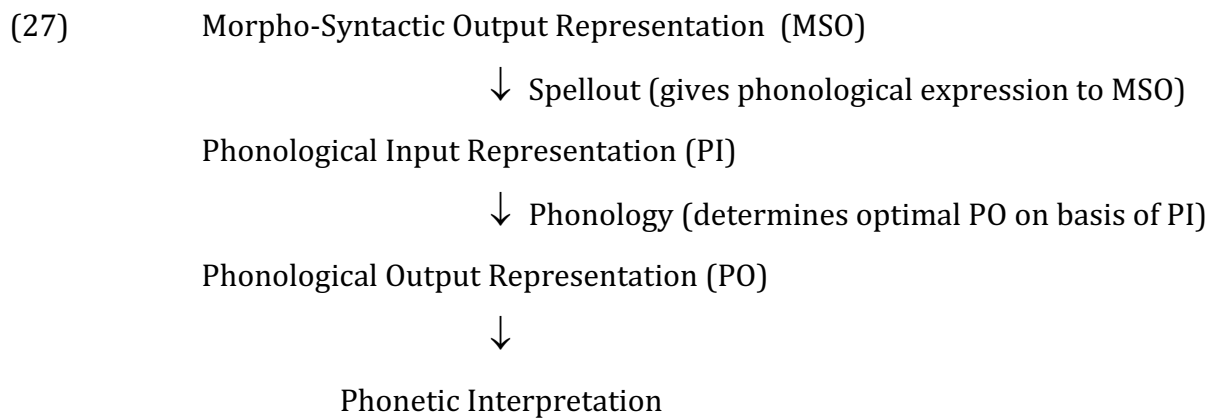 (27) Morpho-Syntactic Output Representation (MSO)
↓ Spellout (gives phonological expression to MSO)
Phonological Input Representation (PI)
↓ Phonology (determines optimal PO on basis of PI)
Phonological Output Representation (PO)
↓
Phonetic Interpretation